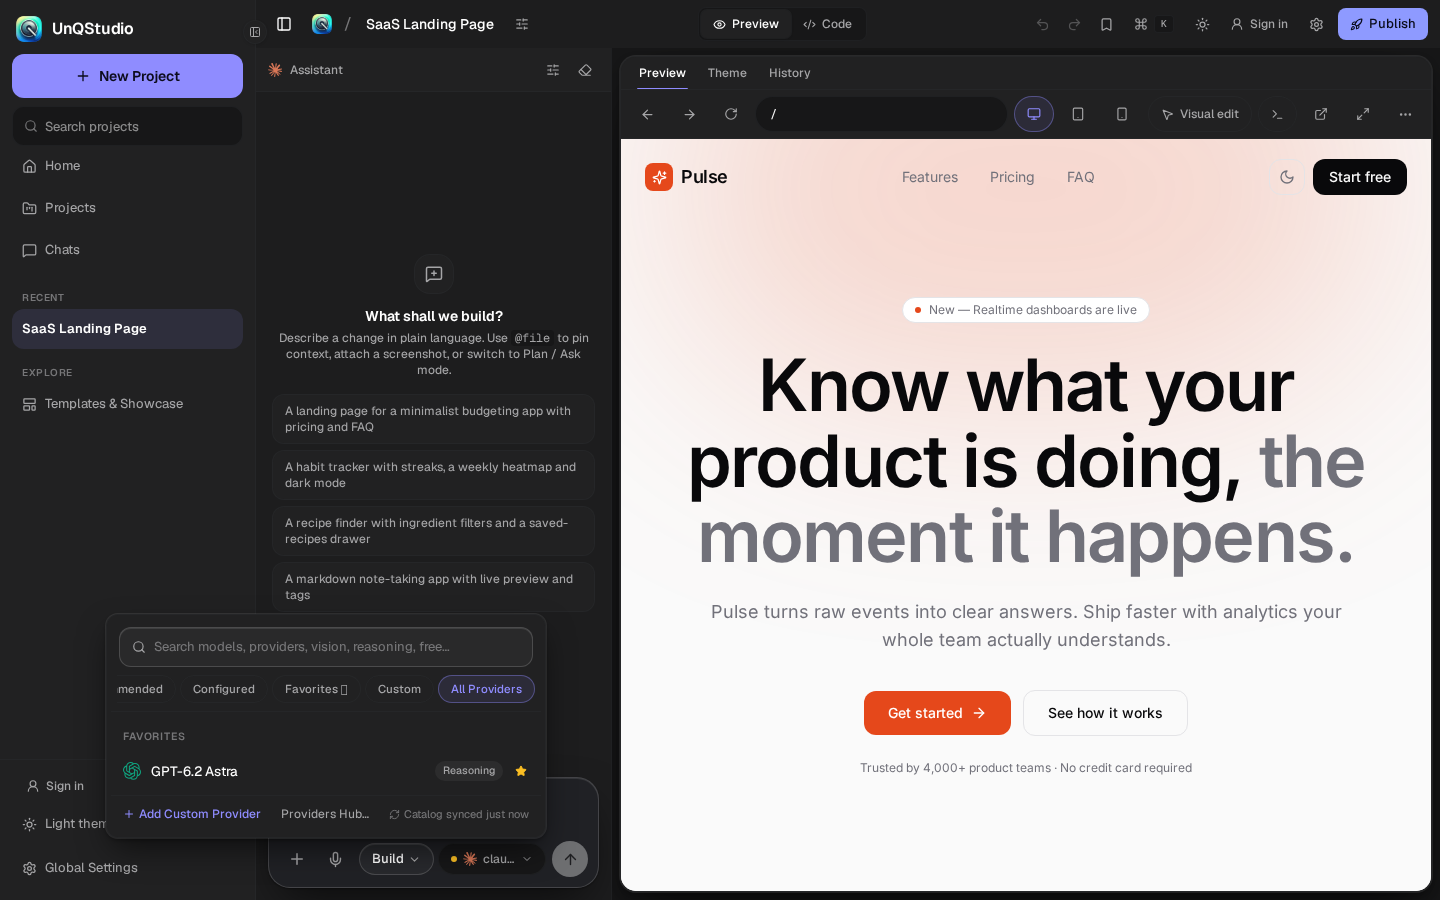 UnQStudio
New Project
Search projects
Home
Projects
Chats
RECENT
SaaS Landing Page
EXPLORE
Templates & Showcase
Sign in
Light them
Global Settings
/
SaaS Landing Page
Preview
Code
⌘ K
Sign in
Publish
Assistant
What shall we build?
Describe a change in plain language. Use @file to pin
context, attach a screenshot, or switch to Plan / Ask
mode.
A landing page for a minimalist budgeting app with
pricing and FAQ
A habit tracker with streaks, a weekly heatmap and
dark mode
A recipe finder with ingredient filters and a saved-
recipes drawer
A markdown note-taking app with live preview and
tags
Search models, providers, vision, reasoning, free...
mended
Configured
Favorites
Custom
All Providers
FAVORITES
GPT-6.2 Astra
Reasoning
Add Custom Provider
Providers Hub...
Catalog synced just now
Build
clau...
Preview
Theme
History
/
Visual edit
Pulse
Features
Pricing
FAQ
Start free
New — Realtime dashboards are live
Know what your
product is doing, the
moment it happens.
Pulse turns raw events into clear answers. Ship faster with analytics your
whole team actually understands.
Get started
See how it works
Trusted by 4,000+ product teams · No credit card required